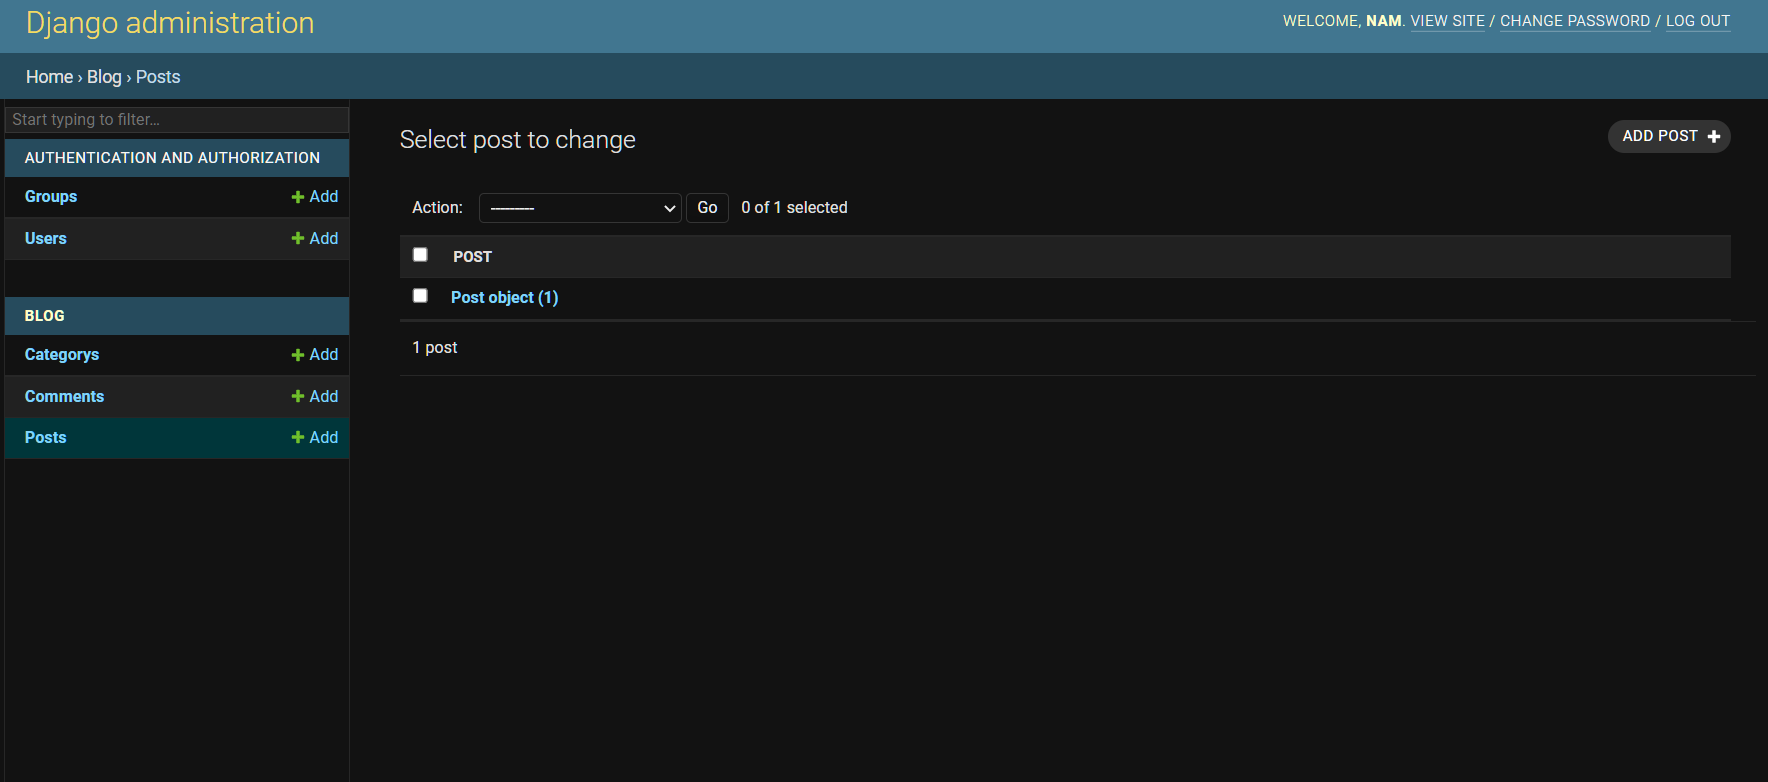 Django administration
WELCOME, NAM. VIEW SITE / CHANGE PASSWORD / LOG OUT
Home › Blog › Posts
Start typing to filter...
AUTHENTICATION AND AUTHORIZATION
Groups + Add
Users + Add
BLOG
Categorys + Add
Comments + Add
Posts + Add
Select post to change
ADD POST +
Action: --------- Go 0 of 1 selected
POST
Post object (1)
1 post